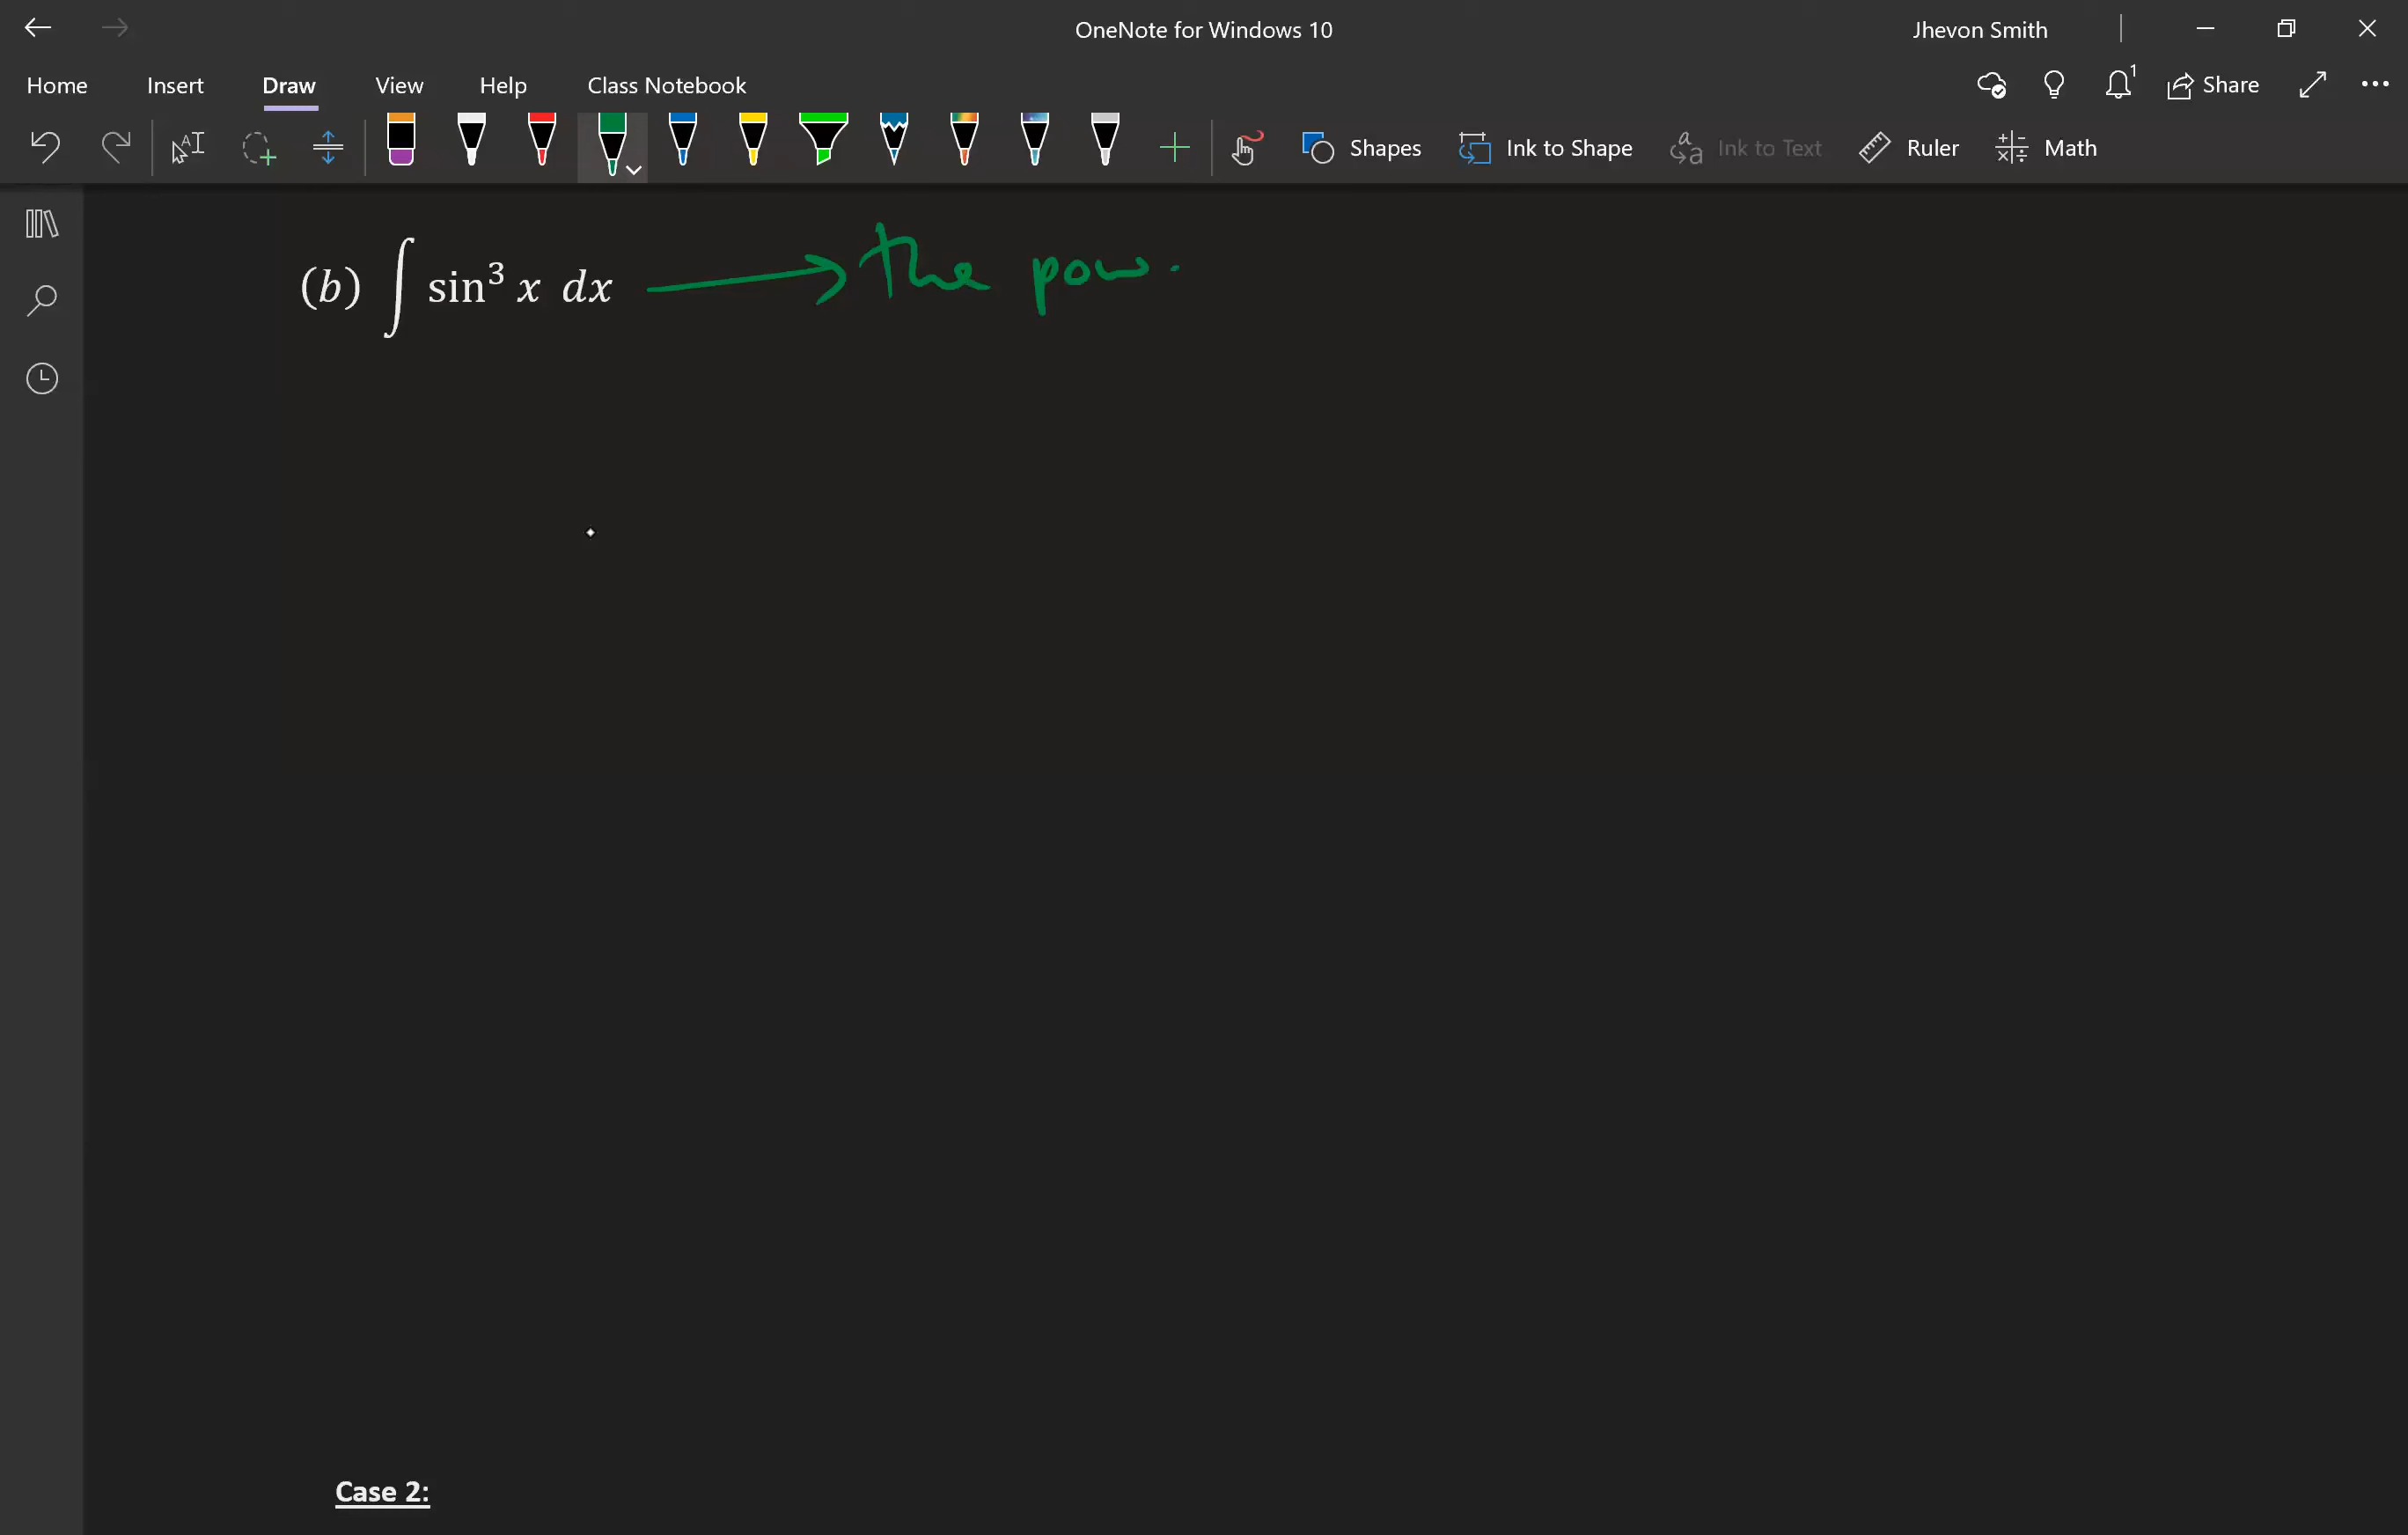 OneNote for Windows 10
Jhevon Smith
Home Insert Draw View Help Class Notebook
1
Share
Shapes Ink to Shape Ink to Text Ruler Math
(b) ∫ sin³ x dx → the pow
Case 2: